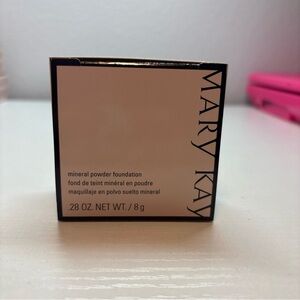 MARY KAY
mineral powder foundation
fond de teint minéral en poudre
maquillaje en polvo suelto mineral
.28 OZ. NET WT. / 8 g